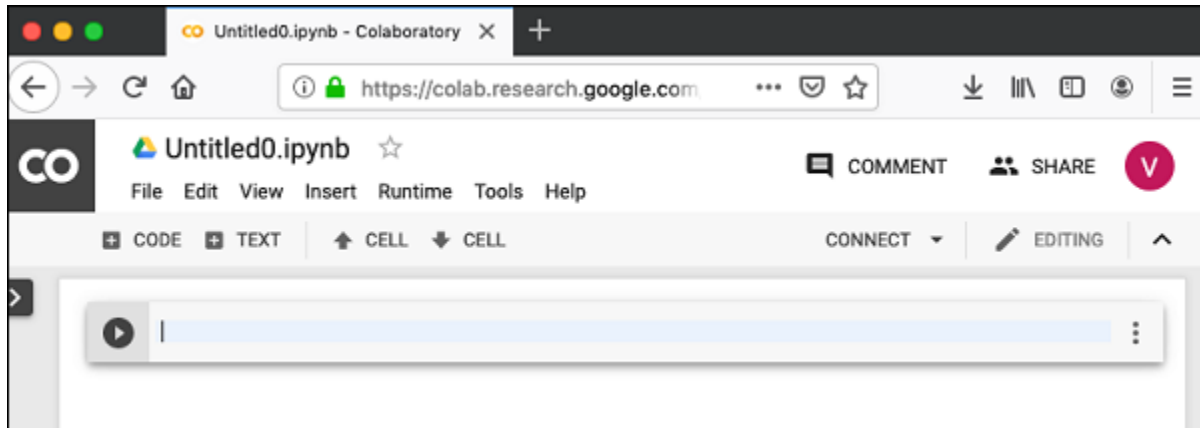 Untitled0.ipynb - Colaboratory
https://colab.research.google.com
CO Untitled0.ipynb
COMMENT SHARE V
File Edit View Insert Runtime Tools Help
CODE TEXT CELL CELL CONNECT EDITING